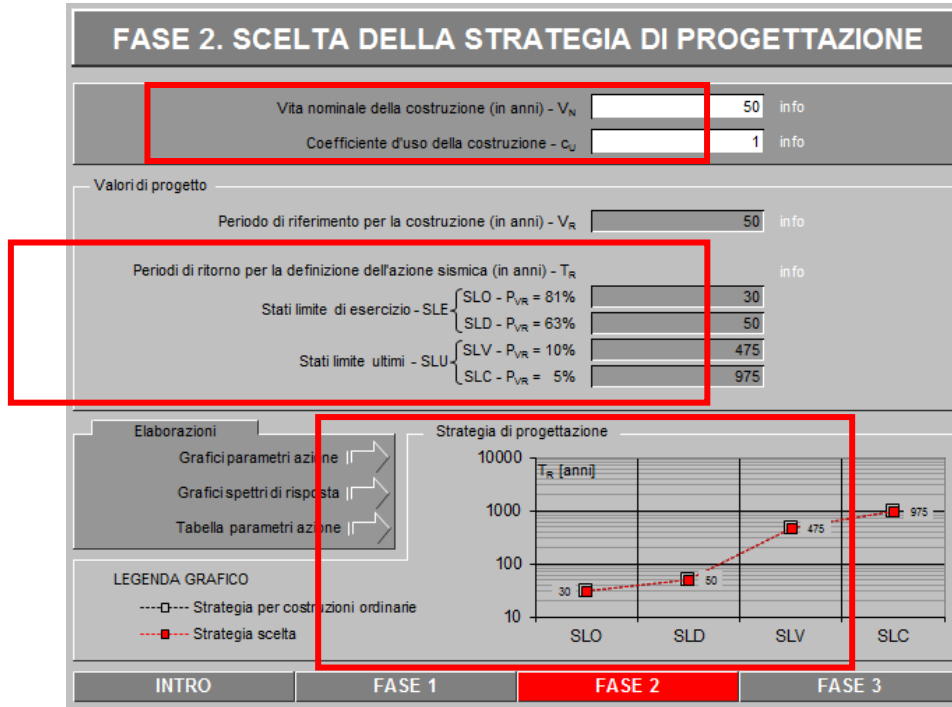 FASE 2. SCELTA DELLA STRATEGIA DI PROGETTAZIONE
Vita nominale della costruzione (in anni) - VN 50 info
Coefficiente d'uso della costruzione - cU 1 info
Valori di progetto
Periodo di riferimento per la costruzione (in anni) - VR 50 info
Periodi di ritorno per la definizione dell'azione sismica (in anni) - TR info
Stati limite di esercizio - SLE
SLO - PVR = 81% 30
SLD - PVR = 63% 50
Stati limite ultimi - SLU
SLV - PVR = 10% 475
SLC - PVR = 5% 975
Elaborazioni
Grafici parametri azione
Grafici spettri di risposta
Tabella parametri azione
LEGENDA GRAFICO
Strategia per costruzioni ordinarie
Strategia scelta
Strategia di progettazione
TR [anni]
10000
1000
100
10
30
50
475
975
SLO SLD SLV SLC
INTRO FASE 1 FASE 2 FASE 3